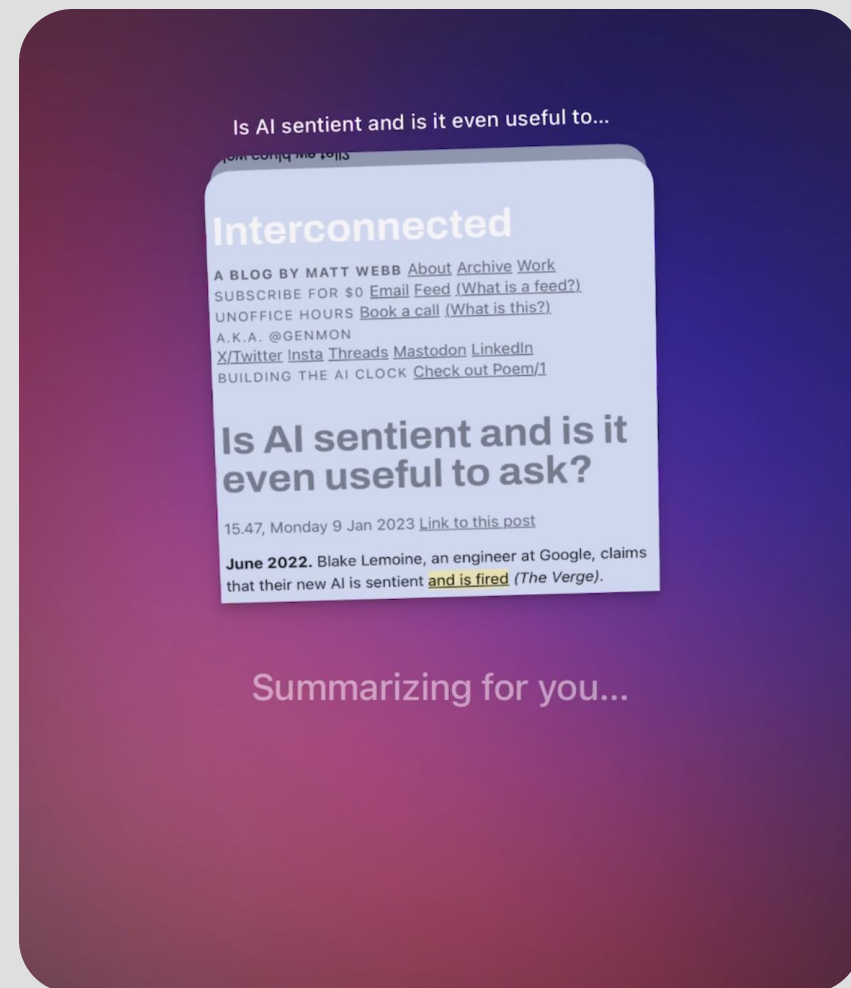 Is AI sentient and is it even useful to...
how could we tell?
Interconnected
A BLOG BY MATT WEBB About Archive Work
SUBSCRIBE FOR $0 Email Feed (What is a feed?)
UNOFFICE HOURS Book a call (What is this?)
A.K.A. @GENMON
X/Twitter Insta Threads Mastodon LinkedIn
BUILDING THE AI CLOCK Check out Poem/1
Is AI sentient and is it
even useful to ask?
15.47, Monday 9 Jan 2023 Link to this post
June 2022. Blake Lemoine, an engineer at Google, claims
that their new AI is sentient and is fired (The Verge).
Summarizing for you...